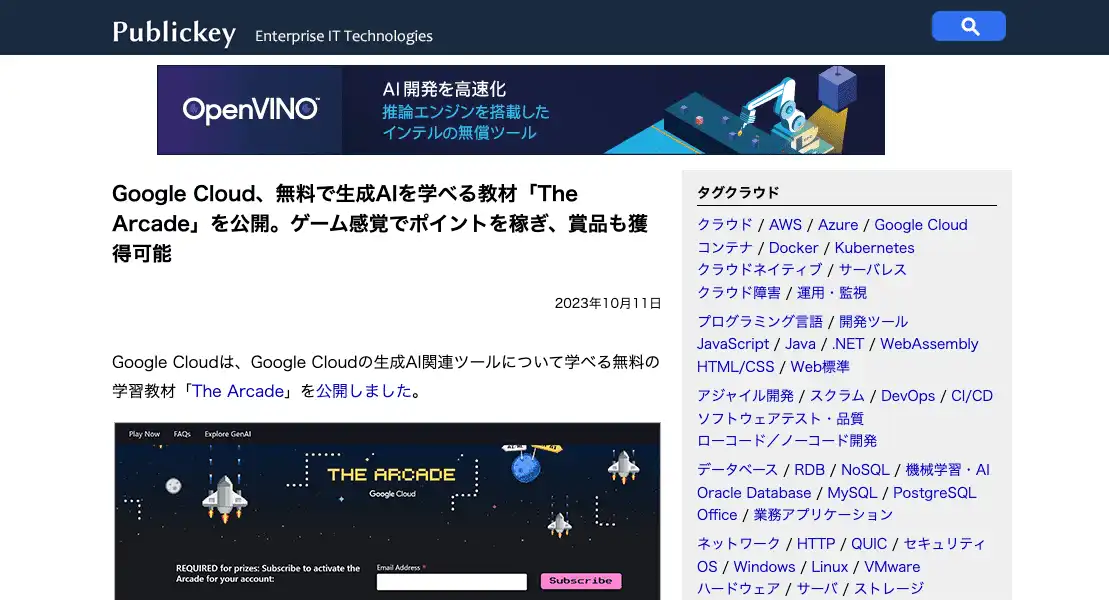 Publickey Enterprise IT Technologies
OpenVINO™
AI開発を高速化
推論エンジンを搭載した
インテルの無償ツール
Google Cloud、無料で生成AIを学べる教材「The
Arcade」を公開。ゲーム感覚でポイントを稼ぎ、賞品も獲
得可能
2023年10月11日
Google Cloudは、Google Cloudの生成AI関連ツールについて学べる無料の
学習教材「The Arcade」を公開しました。
Play Now FAQs Explore GenAI
THE ARCADE
Google Cloud
REQUIRED for prizes: Subscribe to activate the
Arcade for your account:
Email Address *
Subscribe
タグクラウド
クラウド / AWS / Azure / Google Cloud
コンテナ / Docker / Kubernetes
クラウドネイティブ / サーバレス
クラウド障害 / 運用・監視
プログラミング言語 / 開発ツール
JavaScript / Java / .NET / WebAssembly
HTML/CSS / Web標準
アジャイル開発 / スクラム / DevOps / CI/CD
ソフトウェアテスト・品質
ローコード／ノーコード開発
データベース / RDB / NoSQL / 機械学習・AI
Oracle Database / MySQL / PostgreSQL
Office / 業務アプリケーション
ネットワーク / HTTP / QUIC / セキュリティ
OS / Windows / Linux / VMware
ハードウェア / サーバ / ストレージ